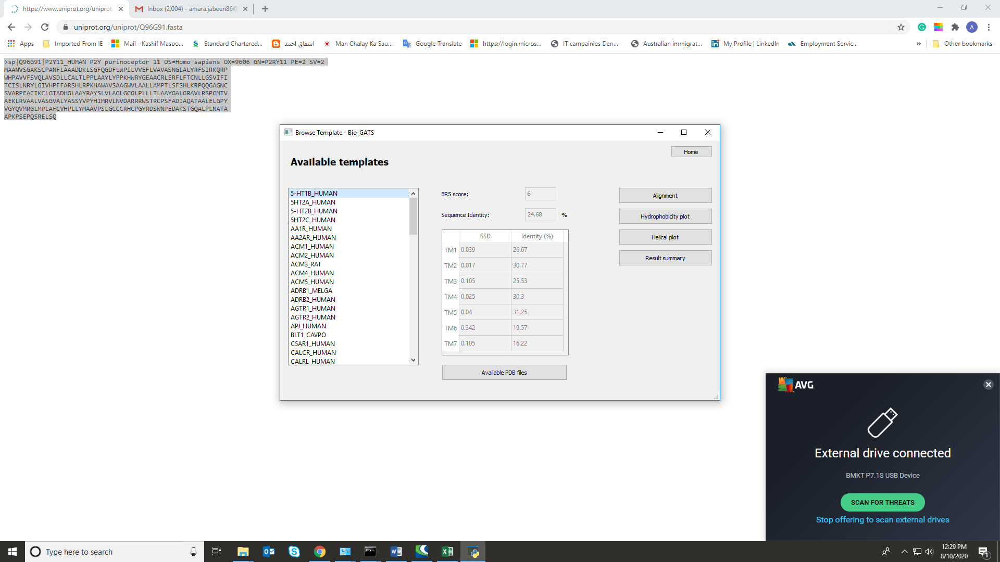 https://www.uniprot.org/uniprot
Inbox (2,004) - amara.jabeen86@
uniprot.org/uniprot/Q96G91.fasta
A
Apps
Imported From IE
Mail - Kashif Masoo...
Standard Chartered...
اشفاق احمد
Man Chalay Ka Sau...
Google Translate
https://login.micros...
IT campainies Den...
Australian immigrat...
My Profile | LinkedIn
Employment Servic...
»
Other bookmarks
>sp|Q96G91|P2Y11_HUMAN P2Y purinoceptor 11 OS=Homo sapiens OX=9606 GN=P2RY11 PE=2 SV=2
MAANVSGAKSCPANFLAAADDKLSGFQGDFLWPILVVEFLVAVASNGLALYRFSIRKQRP
WHPAVVFSVQLAVSDLLCALTLPPLAAYLYPPKHWRYGEAACRLERFLFTCNLLGSVIFI
TCISLNRYLGIVHPFFARSHLRPKHAWAVSAAGWVLAALLAMPTLSFSHLKRPQQGAGNC
SVARPEACIKCLGTADHGLAAYRAYSLVLAGLGCGLPLLLTLAAYGALGRAVLRSPGMTV
AEKLRVAALVASGVALYASSYVPYHIMRVLNVDARRRWSTRCPSFADIAQATAALELGPY
VGYQVMRGLMPLAFCVHPLLYMAAVPSLGCCCRHCPGYRDSWNPEDAKSTGQALPLNATA
APKPSEPQSRELSQ
Browse Template - Bio-GATS
Home
Available templates
5-HT1B_HUMAN
5HT2A_HUMAN
5-HT2B_HUMAN
5HT2C_HUMAN
AA1R_HUMAN
AA2AR_HUMAN
ACM1_HUMAN
ACM2_HUMAN
ACM3_RAT
ACM4_HUMAN
ACM5_HUMAN
ADRB1_MELGA
ADRB2_HUMAN
AGTR1_HUMAN
AGTR2_HUMAN
APJ_HUMAN
BLT1_CAVPO
C5AR1_HUMAN
CALCR_HUMAN
CALRL_HUMAN
BRS score: 6
Sequence Identity: 24.68 %
SSD Identity (%)
TM1 0.039 26.67
TM2 0.017 30.77
TM3 0.105 25.53
TM4 0.025 30.3
TM5 0.04 31.25
TM6 0.342 19.57
TM7 0.105 16.22
Available PDB files
Alignment
Hydrophobicity plot
Helical plot
Result summary
AVG
External drive connected
BMKT P7.1S USB Device
SCAN FOR THREATS
Stop offering to scan external drives
Type here to search
12:29 PM
8/10/2020
1